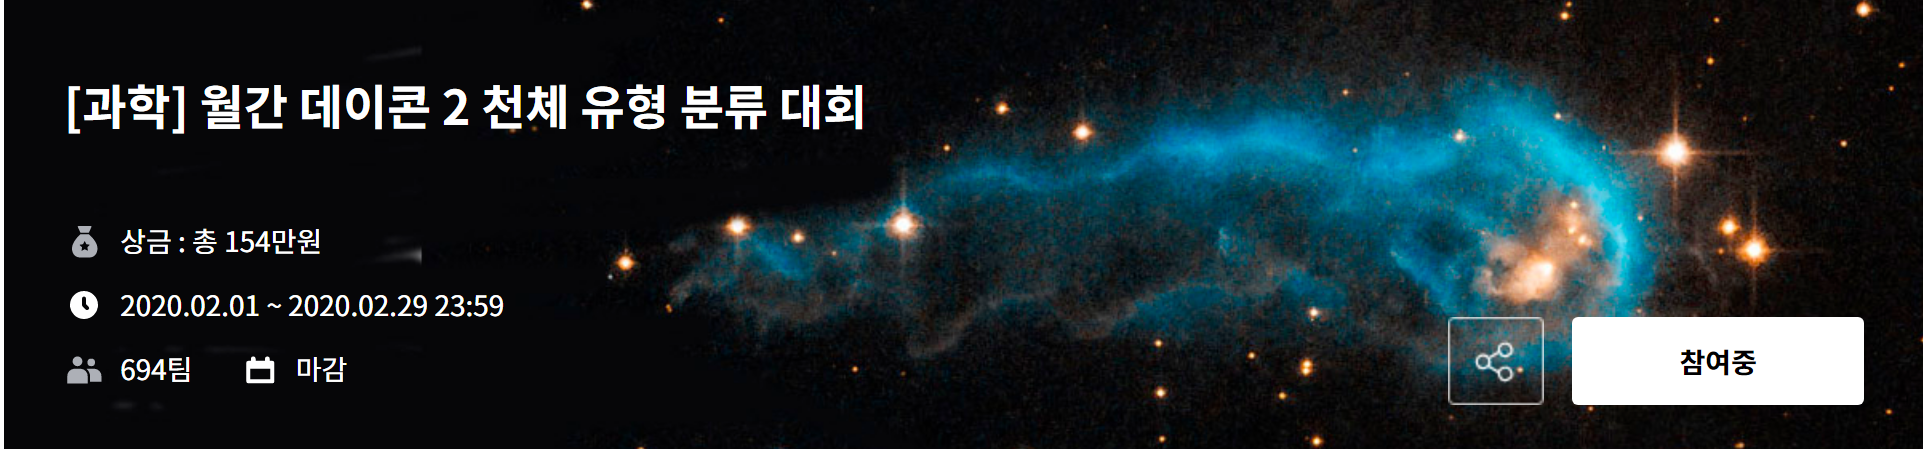 [과학] 월간 데이콘 2 천체 유형 분류 대회
상금 : 총 154만원
2020.02.01 ~ 2020.02.29 23:59
694팀 마감
참여중